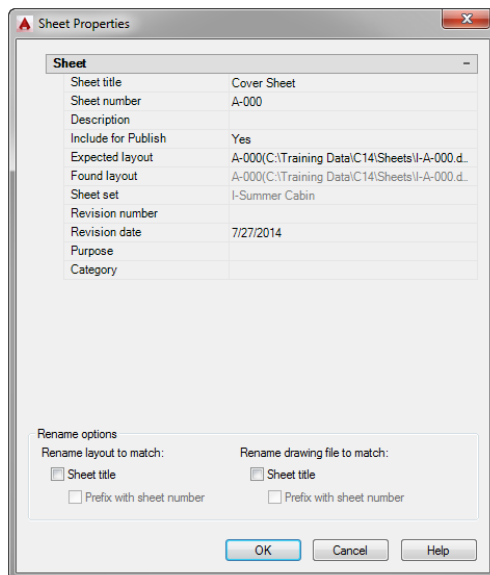 Sheet Properties
Sheet
Sheet title Cover Sheet
Sheet number A-000
Description
Include for Publish Yes
Expected layout A-000(C:\Training Data\C14\Sheets\I-A-000.d..
Found layout A-000(C:\Training Data\C14\Sheets\I-A-000.d..
Sheet set I-Summer Cabin
Revision number
Revision date 7/27/2014
Purpose
Category
Rename options
Rename layout to match: Rename drawing file to match:
Sheet title Sheet title
Prefix with sheet number Prefix with sheet number
OK Cancel Help